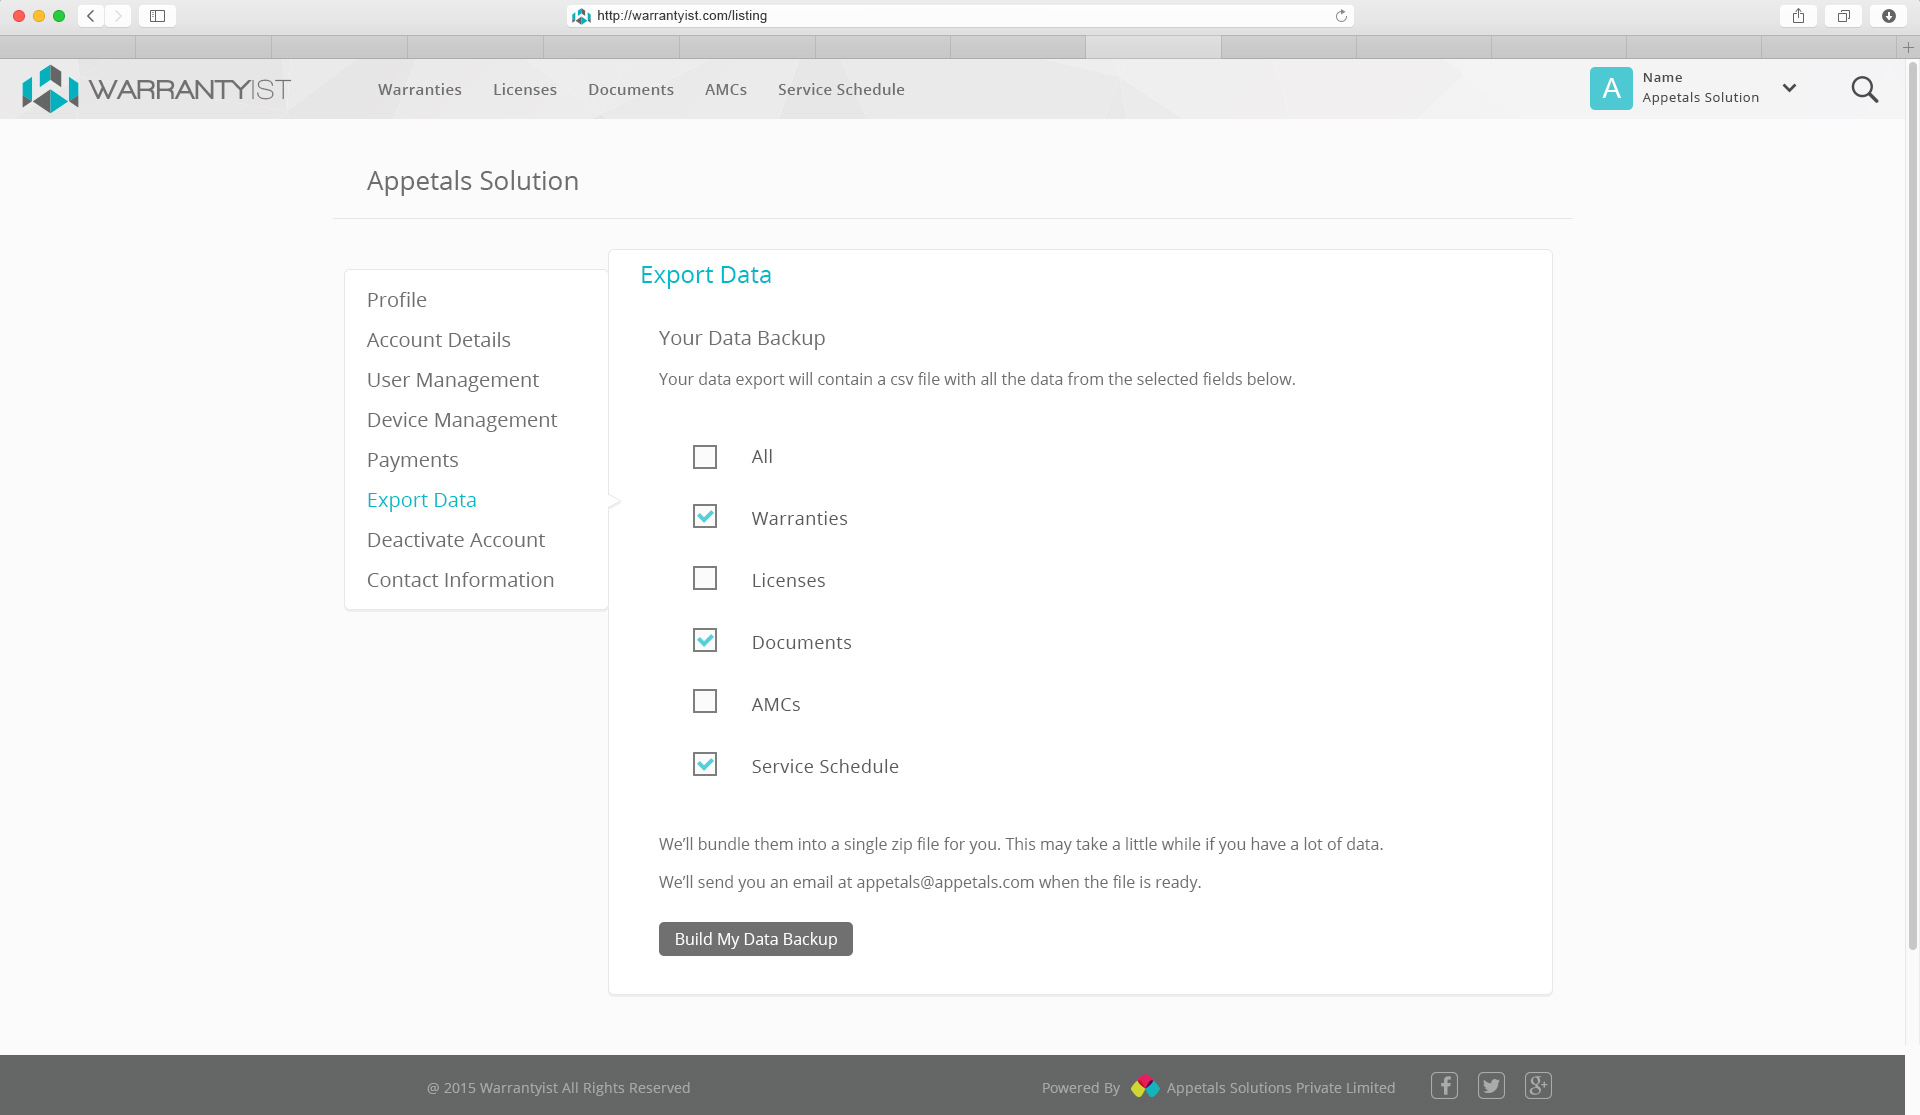 http://warrantyist.com/listing
WARRANTYIST
Warranties
Licenses
Documents
AMCs
Service Schedule
A
Name
Appetals Solution
Appetals Solution
Profile
Account Details
User Management
Device Management
Payments
Export Data
Deactivate Account
Contact Information
Export Data
Your Data Backup
Your data export will contain a csv file with all the data from the selected fields below.
All
Warranties
Licenses
Documents
AMCs
Service Schedule
We’ll bundle them into a single zip file for you. This may take a little while if you have a lot of data.
We’ll send you an email at appetals@appetals.com when the file is ready.
Build My Data Backup
@ 2015 Warrantyist All Rights Reserved
Powered By
Appetals Solutions Private Limited